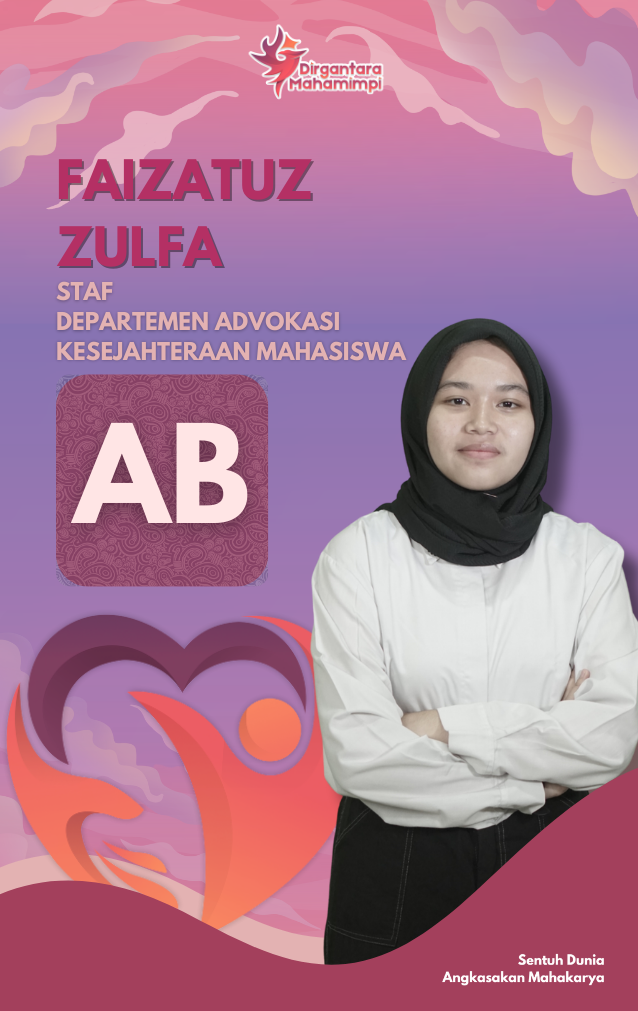 Dirgantara
Mahamimpi
FAIZATUZ
ZULFA
STAF
DEPARTEMEN ADVOKASI
KESEJAHTERAAN MAHASISWA
AB
Sentuh Dunia
Angkasakan Mahakarya